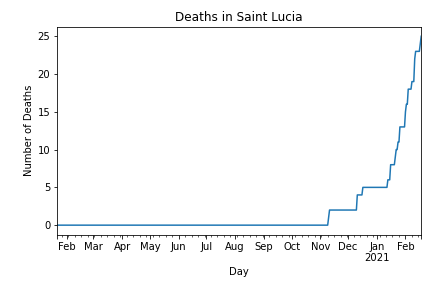 Deaths in Saint Lucia
25
20
15
10
5
0
Number of Deaths
Feb Mar Apr May Jun Jul Aug Sep Oct Nov Dec Jan Feb
2021
Day